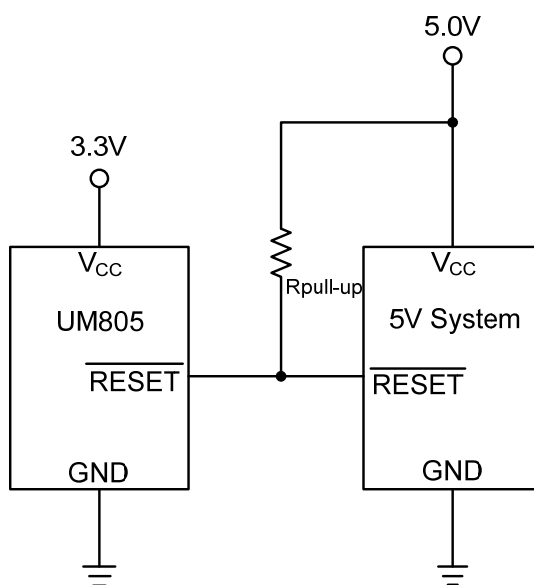 5.0V
3.3V
VCC
VCC
Rpull-up
UM805
5V System
RESET
RESET
GND
GND